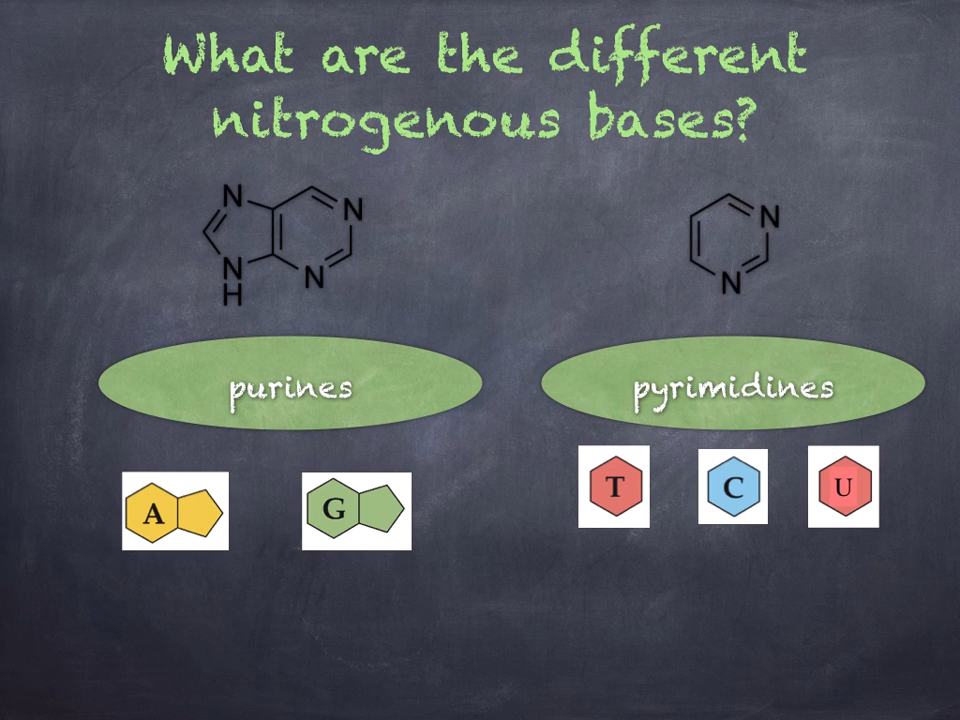 What are the different
nitrogenous bases?
N
N
N
H
N
N
N
purines
pyrimidines
A
G
T
C
U